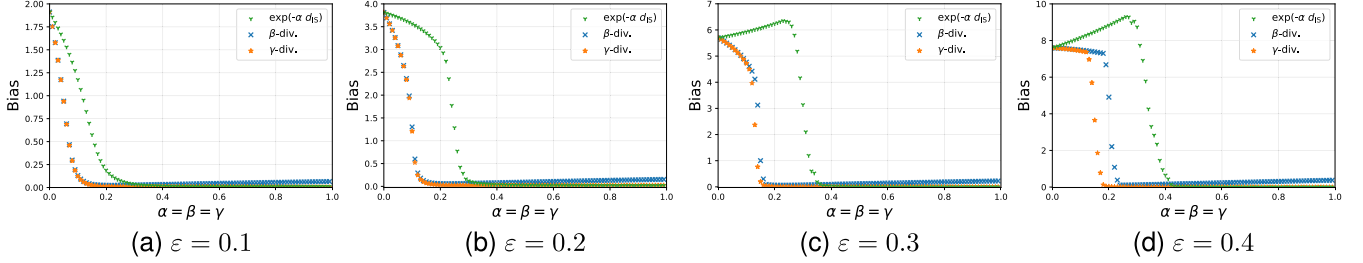 2.00
1.75
1.50
1.25
1.00
0.75
0.50
0.25
0.00
Bias
0.0 0.2 0.4 0.6 0.8 1.0
α = β = γ
exp(-α d_IS)
β-div.
γ-div.
(a) ε = 0.1
4.0
3.5
3.0
2.5
2.0
1.5
1.0
0.5
0.0
Bias
0.0 0.2 0.4 0.6 0.8 1.0
α = β = γ
exp(-α d_IS)
β-div.
γ-div.
(b) ε = 0.2
7
6
5
4
3
2
1
0
Bias
0.0 0.2 0.4 0.6 0.8 1.0
α = β = γ
exp(-α d_IS)
β-div.
γ-div.
(c) ε = 0.3
10
8
6
4
2
0
Bias
0.0 0.2 0.4 0.6 0.8 1.0
α = β = γ
exp(-α d_IS)
β-div.
γ-div.
(d) ε = 0.4